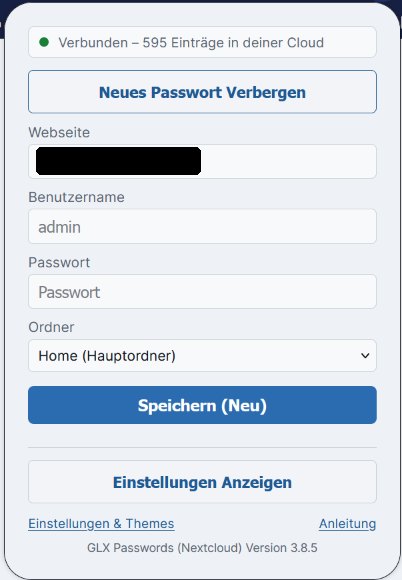 Verbunden – 595 Einträge in deiner Cloud
Neues Passwort Verbergen
Webseite
Benutzername
admin
Passwort
Passwort
Ordner
Home (Hauptordner)
Speichern (Neu)
Einstellungen Anzeigen
Einstellungen & Themes
Anleitung
GLX Passwords (Nextcloud) Version 3.8.5